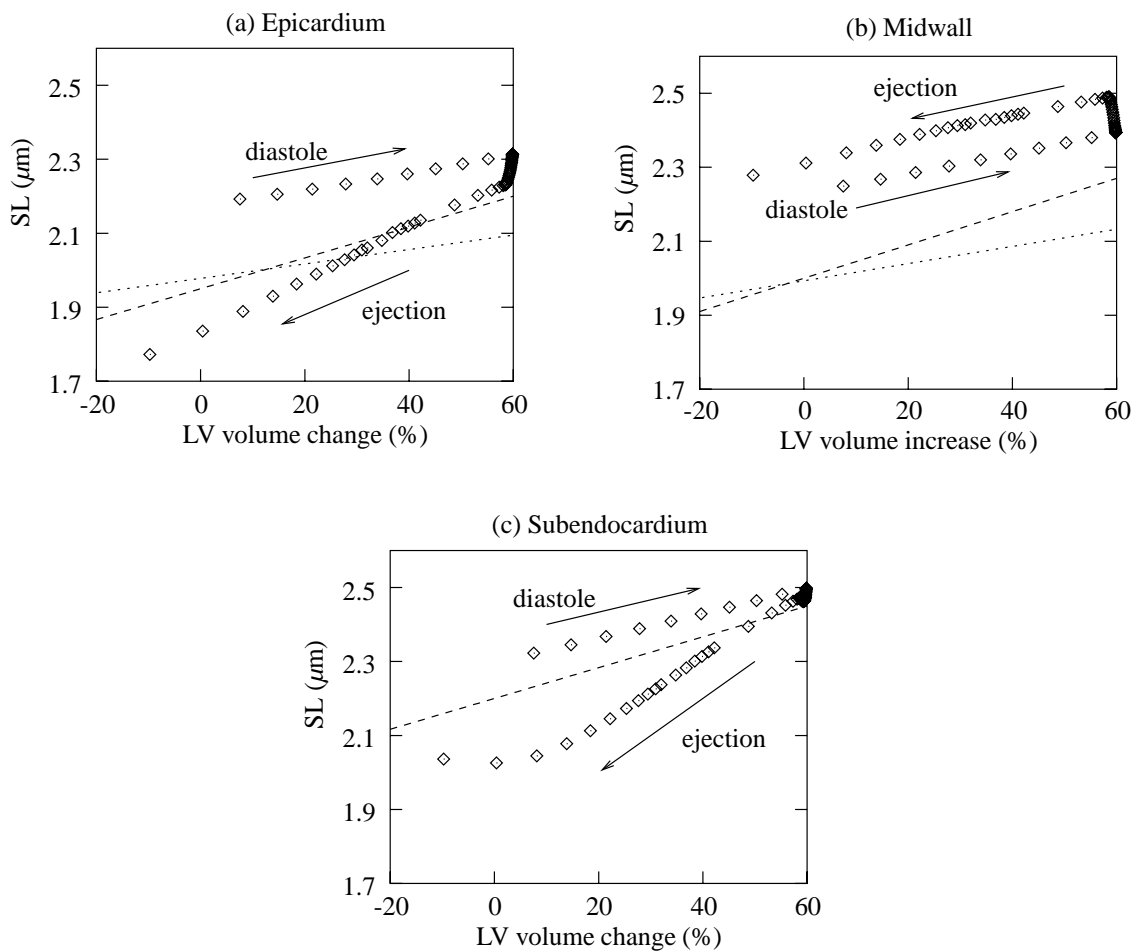 (a) Epicardium
2.5
2.3
2.1
1.9
1.7
SL (μm)
diastole
ejection
-20 0 20 40 60
LV volume change (%)
(b) Midwall
2.5
2.3
2.1
1.9
1.7
SL (μm)
ejection
diastole
-20 0 20 40 60
LV volume increase (%)
(c) Subendocardium
2.5
2.3
2.1
1.9
1.7
SL (μm)
diastole
ejection
-20 0 20 40 60
LV volume change (%)